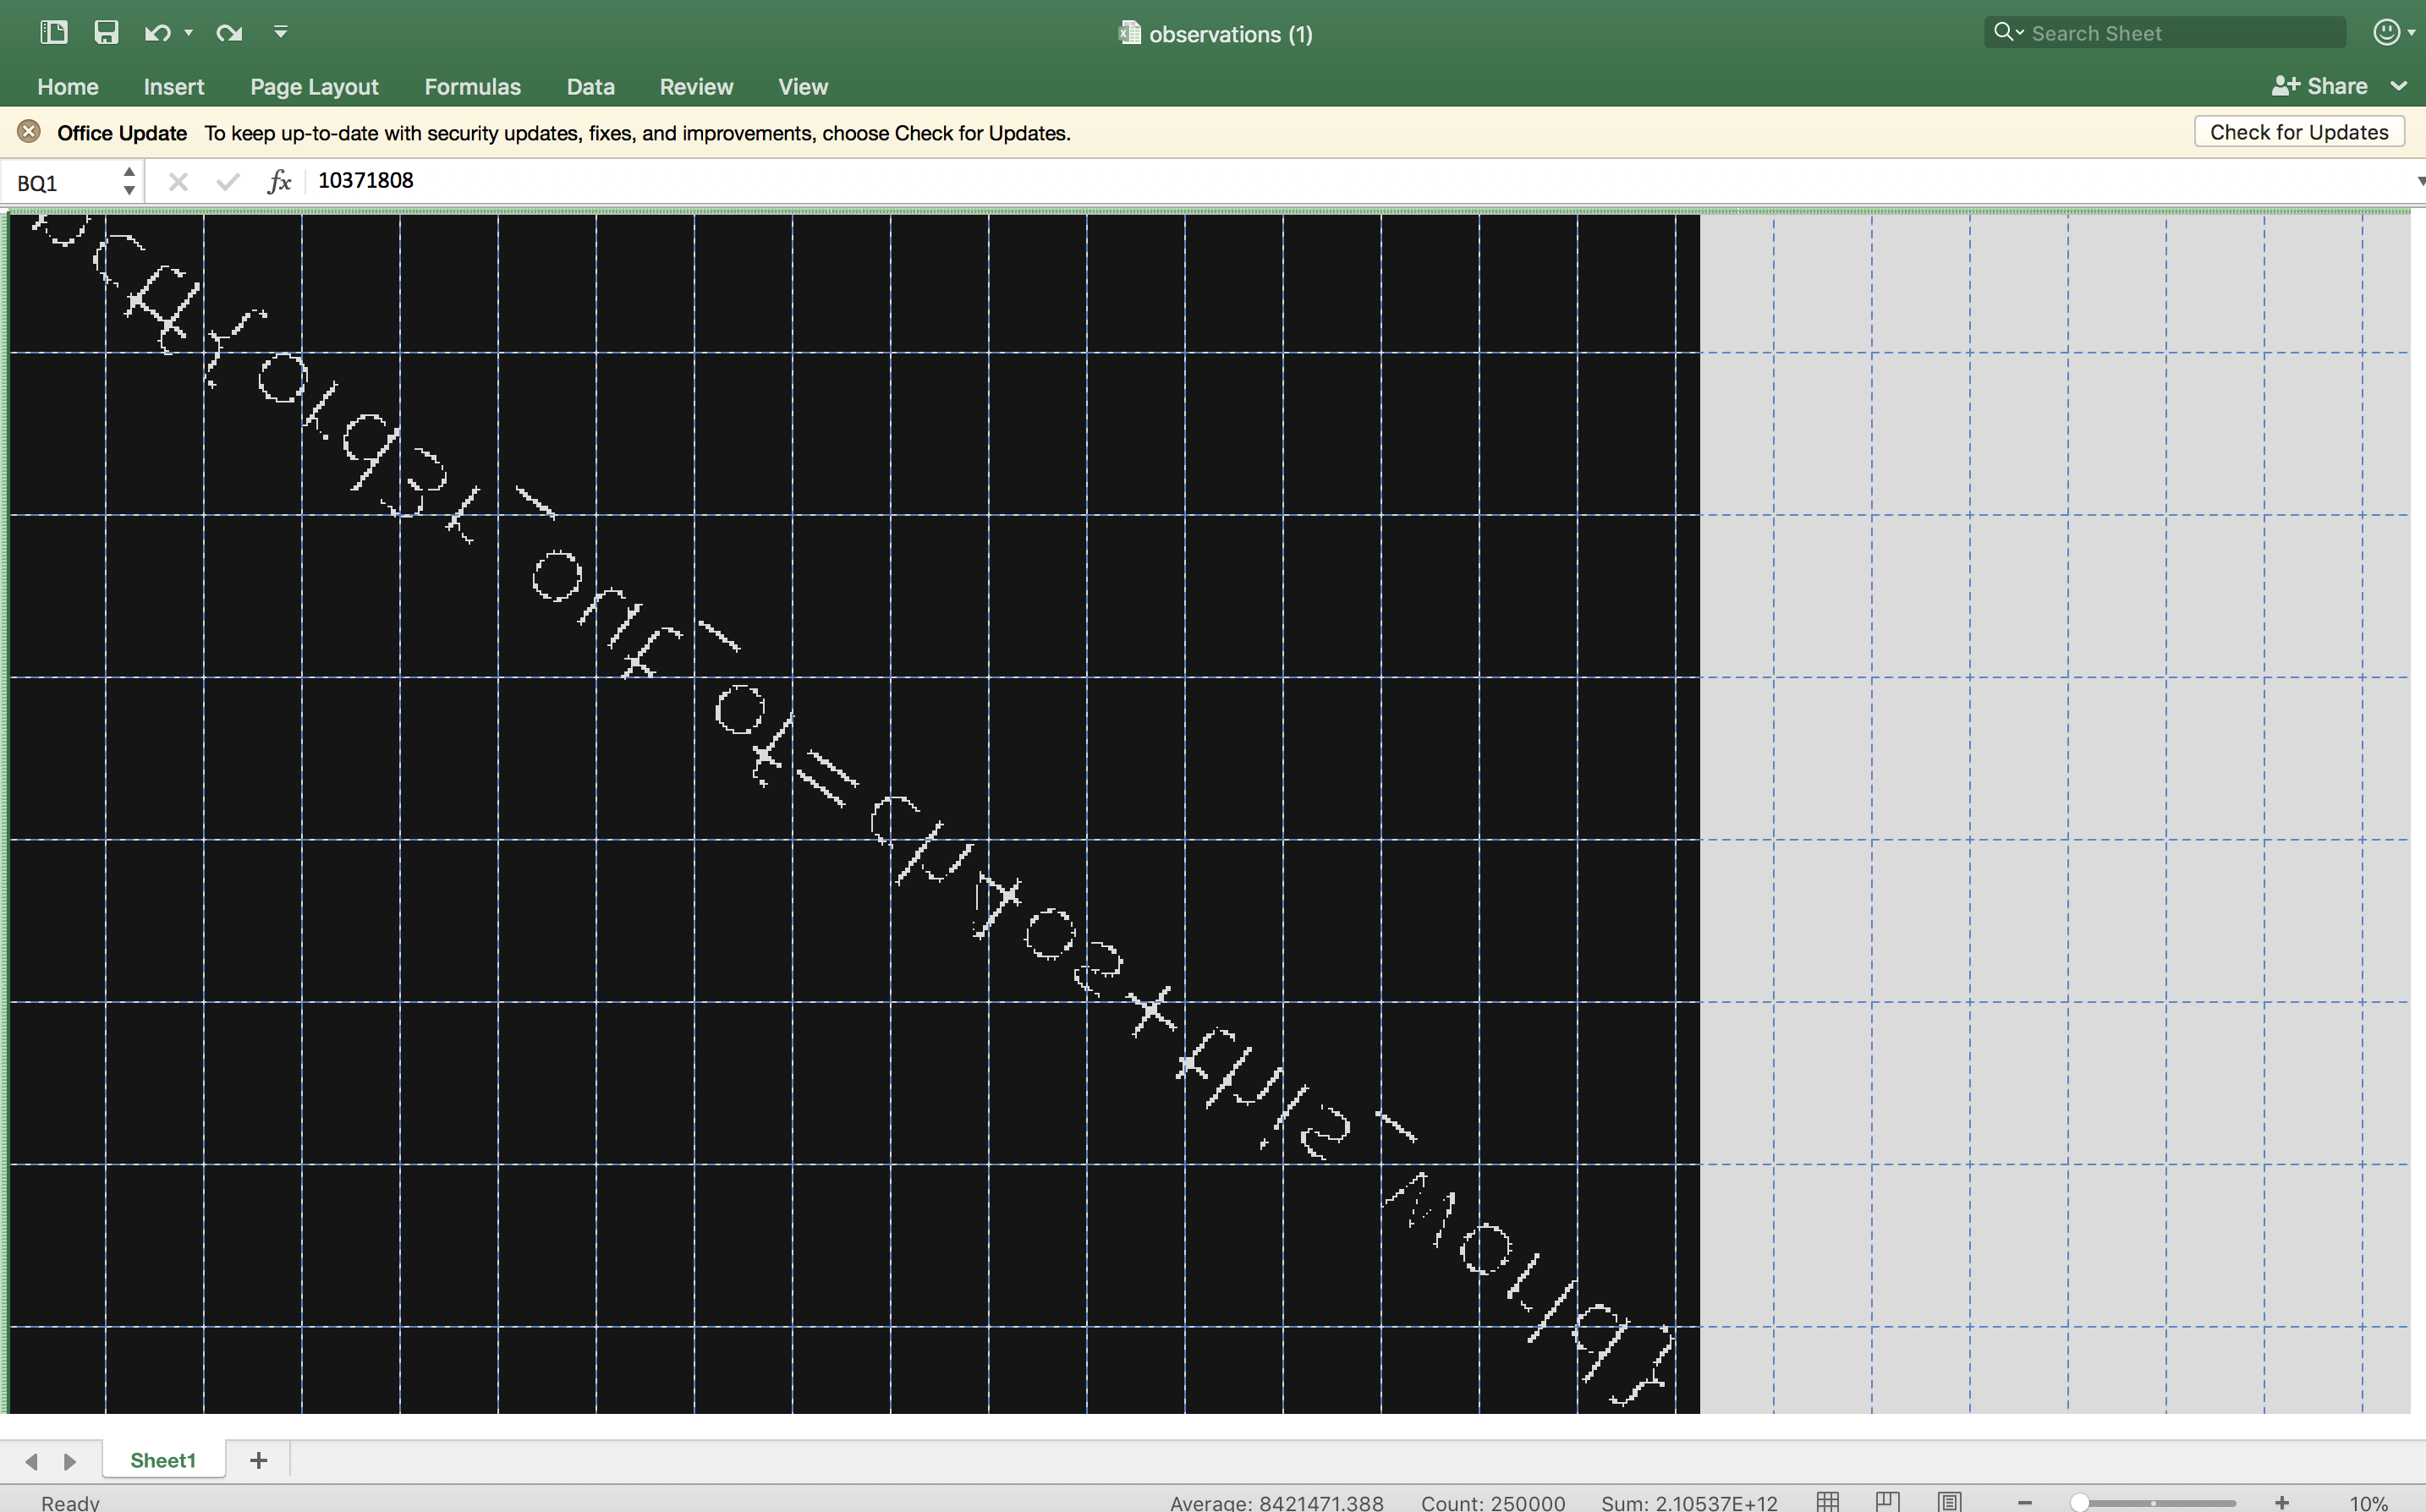 observations (1)
Search Sheet
Home Insert Page Layout Formulas Data Review View
Share
Office Update To keep up-to-date with security updates, fixes, and improvements, choose Check for Updates.
Check for Updates
BQ1 fx 10371808
Sheet1 +
Ready
Average: 8421471.388 Count: 250000 Sum: 2.10537E+12
10%